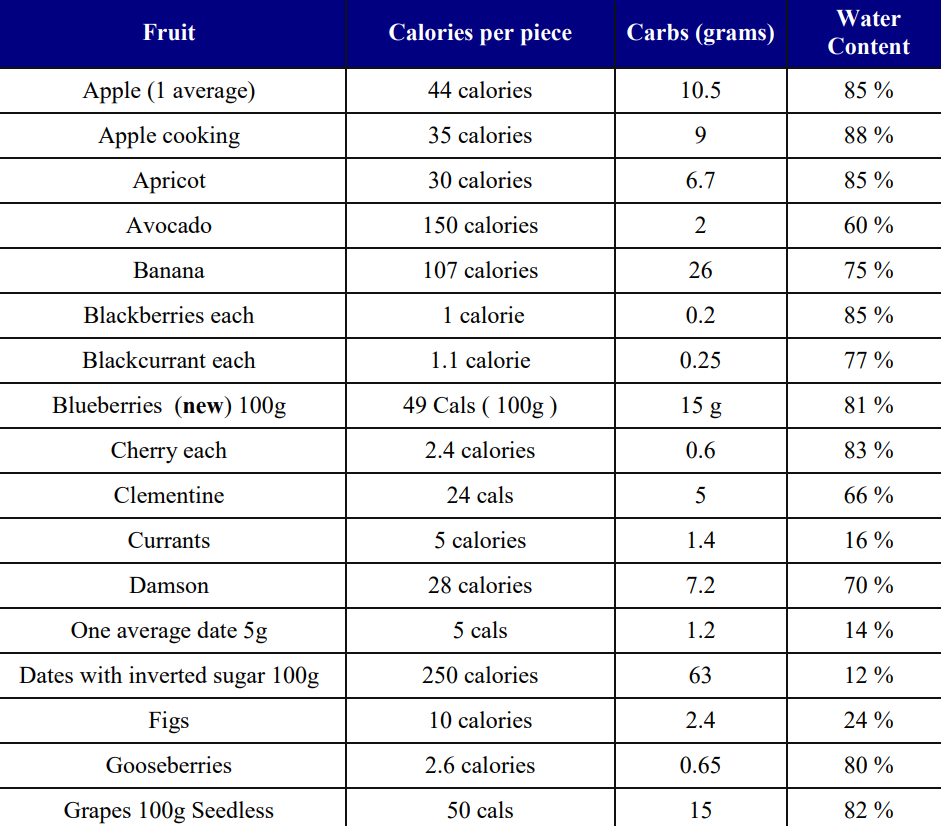 Fruit Calories per piece Carbs (grams) Water Content
Apple (1 average) 44 calories 10.5 85 %
Apple cooking 35 calories 9 88 %
Apricot 30 calories 6.7 85 %
Avocado 150 calories 2 60 %
Banana 107 calories 26 75 %
Blackberries each 1 calorie 0.2 85 %
Blackcurrant each 1.1 calorie 0.25 77 %
Blueberries (new) 100g 49 Cals ( 100g ) 15 g 81 %
Cherry each 2.4 calories 0.6 83 %
Clementine 24 cals 5 66 %
Currants 5 calories 1.4 16 %
Damson 28 calories 7.2 70 %
One average date 5g 5 cals 1.2 14 %
Dates with inverted sugar 100g 250 calories 63 12 %
Figs 10 calories 2.4 24 %
Gooseberries 2.6 calories 0.65 80 %
Grapes 100g Seedless 50 cals 15 82 %